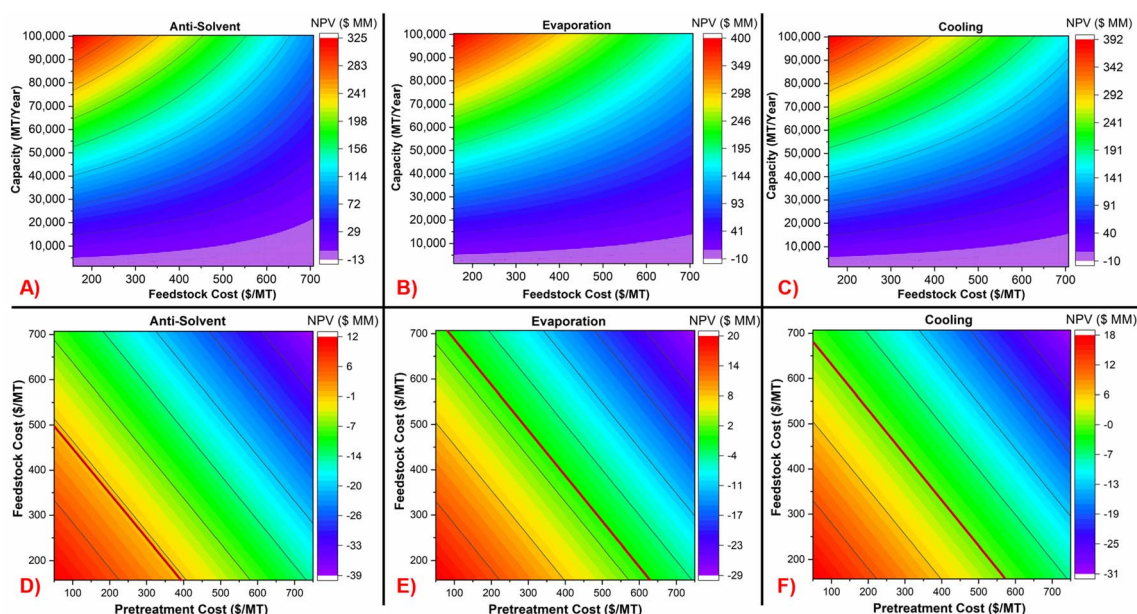 Anti-Solvent
NPV ($ MM)
100,000
90,000
80,000
70,000
60,000
50,000
40,000
30,000
20,000
10,000
Capacity (MT/Year)
325
283
241
198
156
114
72
29
-13
200 300 400 500 600 700
A)
Feedstock Cost ($/MT)
Evaporation
NPV ($ MM)
100,000
90,000
80,000
70,000
60,000
50,000
40,000
30,000
20,000
10,000
Capacity (MT/Year)
400
349
298
246
195
144
93
41
-10
200 300 400 500 600 700
B)
Feedstock Cost ($/MT)
Cooling
NPV ($ MM)
100,000
90,000
80,000
70,000
60,000
50,000
40,000
30,000
20,000
10,000
Capacity (MT/Year)
392
342
292
241
191
141
91
40
-10
200 300 400 500 600 700
C)
Feedstock Cost ($/MT)
Anti-Solvent
NPV ($ MM)
700
600
500
400
300
200
Feedstock Cost ($/MT)
12
6
-1
-7
-14
-20
-26
-33
-39
100 200 300 400 500 600 700
D)
Pretreatment Cost ($/MT)
Evaporation
NPV ($ MM)
700
600
500
400
300
200
Feedstock Cost ($/MT)
20
14
8
2
-4
-11
-17
-23
-29
100 200 300 400 500 600 700
E)
Pretreatment Cost ($/MT)
Cooling
NPV ($ MM)
700
600
500
400
300
200
Feedstock Cost ($/MT)
18
12
6
-0
-7
-13
-19
-25
-31
100 200 300 400 500 600 700
F)
Pretreatment Cost ($/MT)